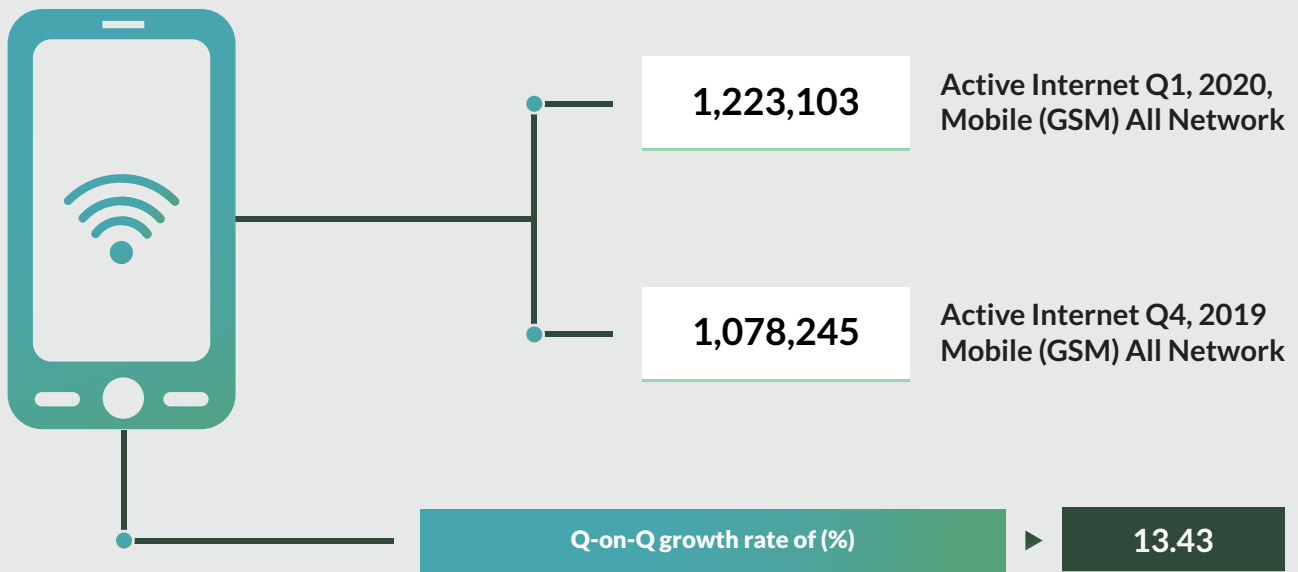 1,223,103
Active Internet Q1, 2020,
Mobile (GSM) All Network
1,078,245
Active Internet Q4, 2019
Mobile (GSM) All Network
Q-on-Q growth rate of (%)
13.43